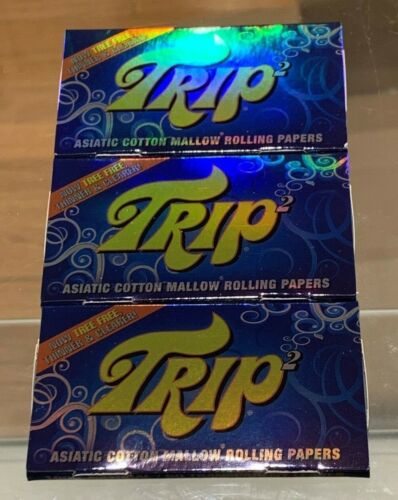 NOW TREE FREE
THINNER & CLEARER!
TRIP²
ASIATIC COTTON MALLOW® ROLLING PAPERS
NOW TREE FREE
THINNER & CLEARER!
TRIP²
ASIATIC COTTON MALLOW® ROLLING PAPERS
NOW TREE FREE
THINNER & CLEARER!
TRIP²
ASIATIC COTTON MALLOW® ROLLING PAPERS